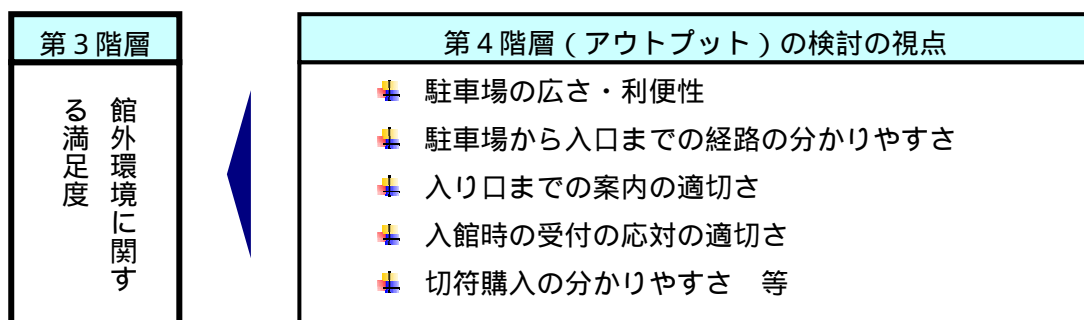 第３階層
館外環境に関す
る満足度
第４階層（アウトプット）の検討の視点
駐車場の広さ・利便性
駐車場から入口までの経路の分かりやすさ
入り口までの案内の適切さ
入館時の受付の応対の適切さ
切符購入の分かりやすさ　等